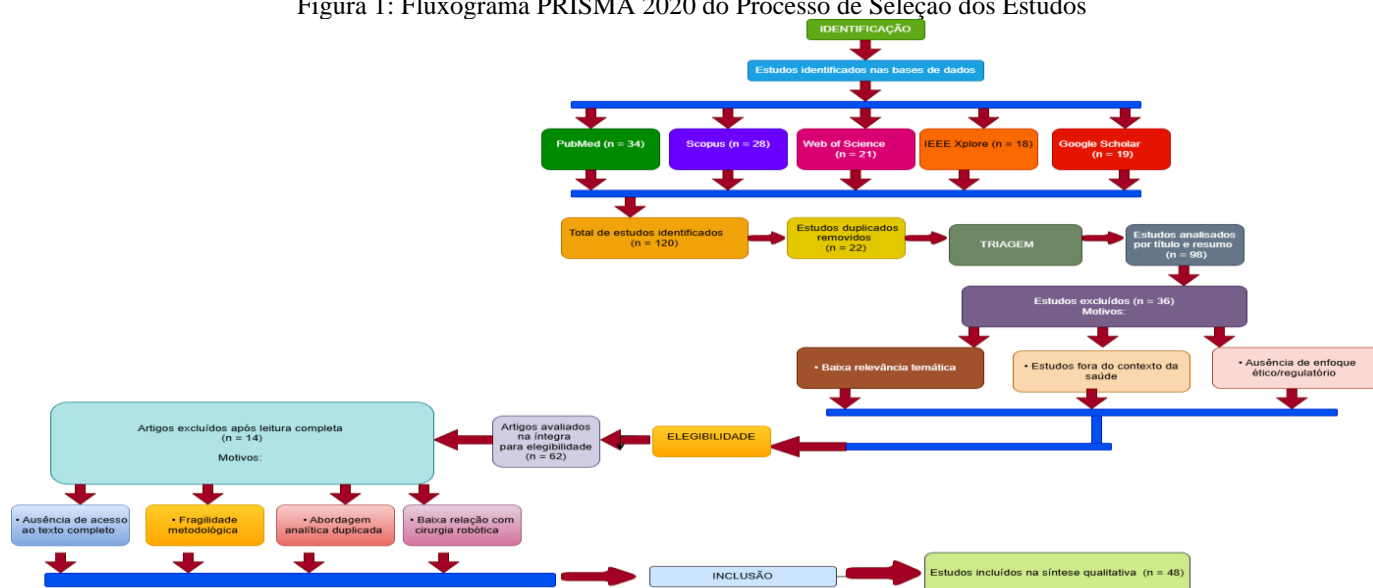 Figura 1: Fluxograma PRISMA 2020 do Processo de Seleção dos Estudos
IDENTIFICAÇÃO
Estudos identificados nas bases de dados
PubMed (n = 34)
Scopus (n = 28)
Web of Science
(n = 21)
IEEE Xplore (n = 18)
Google Scholar
(n = 19)
Total de estudos identificados
(n = 120)
Estudos duplicados
removidos
(n = 22)
TRIAGEM
Estudos analisados
por título e resumo
(n = 98)
Estudos excluídos (n = 36)
Motivos:
• Baixa relevância temática
• Estudos fora do contexto da
saúde
• Ausência de enfoque
ético/regulatório
ELEGIBILIDADE
Artigos avaliados
na íntegra
para elegibilidade
(n = 62)
Artigos excluídos após leitura completa
(n = 14)
Motivos:
• Ausência de acesso
ao texto completo
• Fragilidade
metodológica
• Abordagem
analítica duplicada
• Baixa relação com
cirurgia robótica
INCLUSÃO
Estudos incluídos na síntese qualitativa (n = 48)